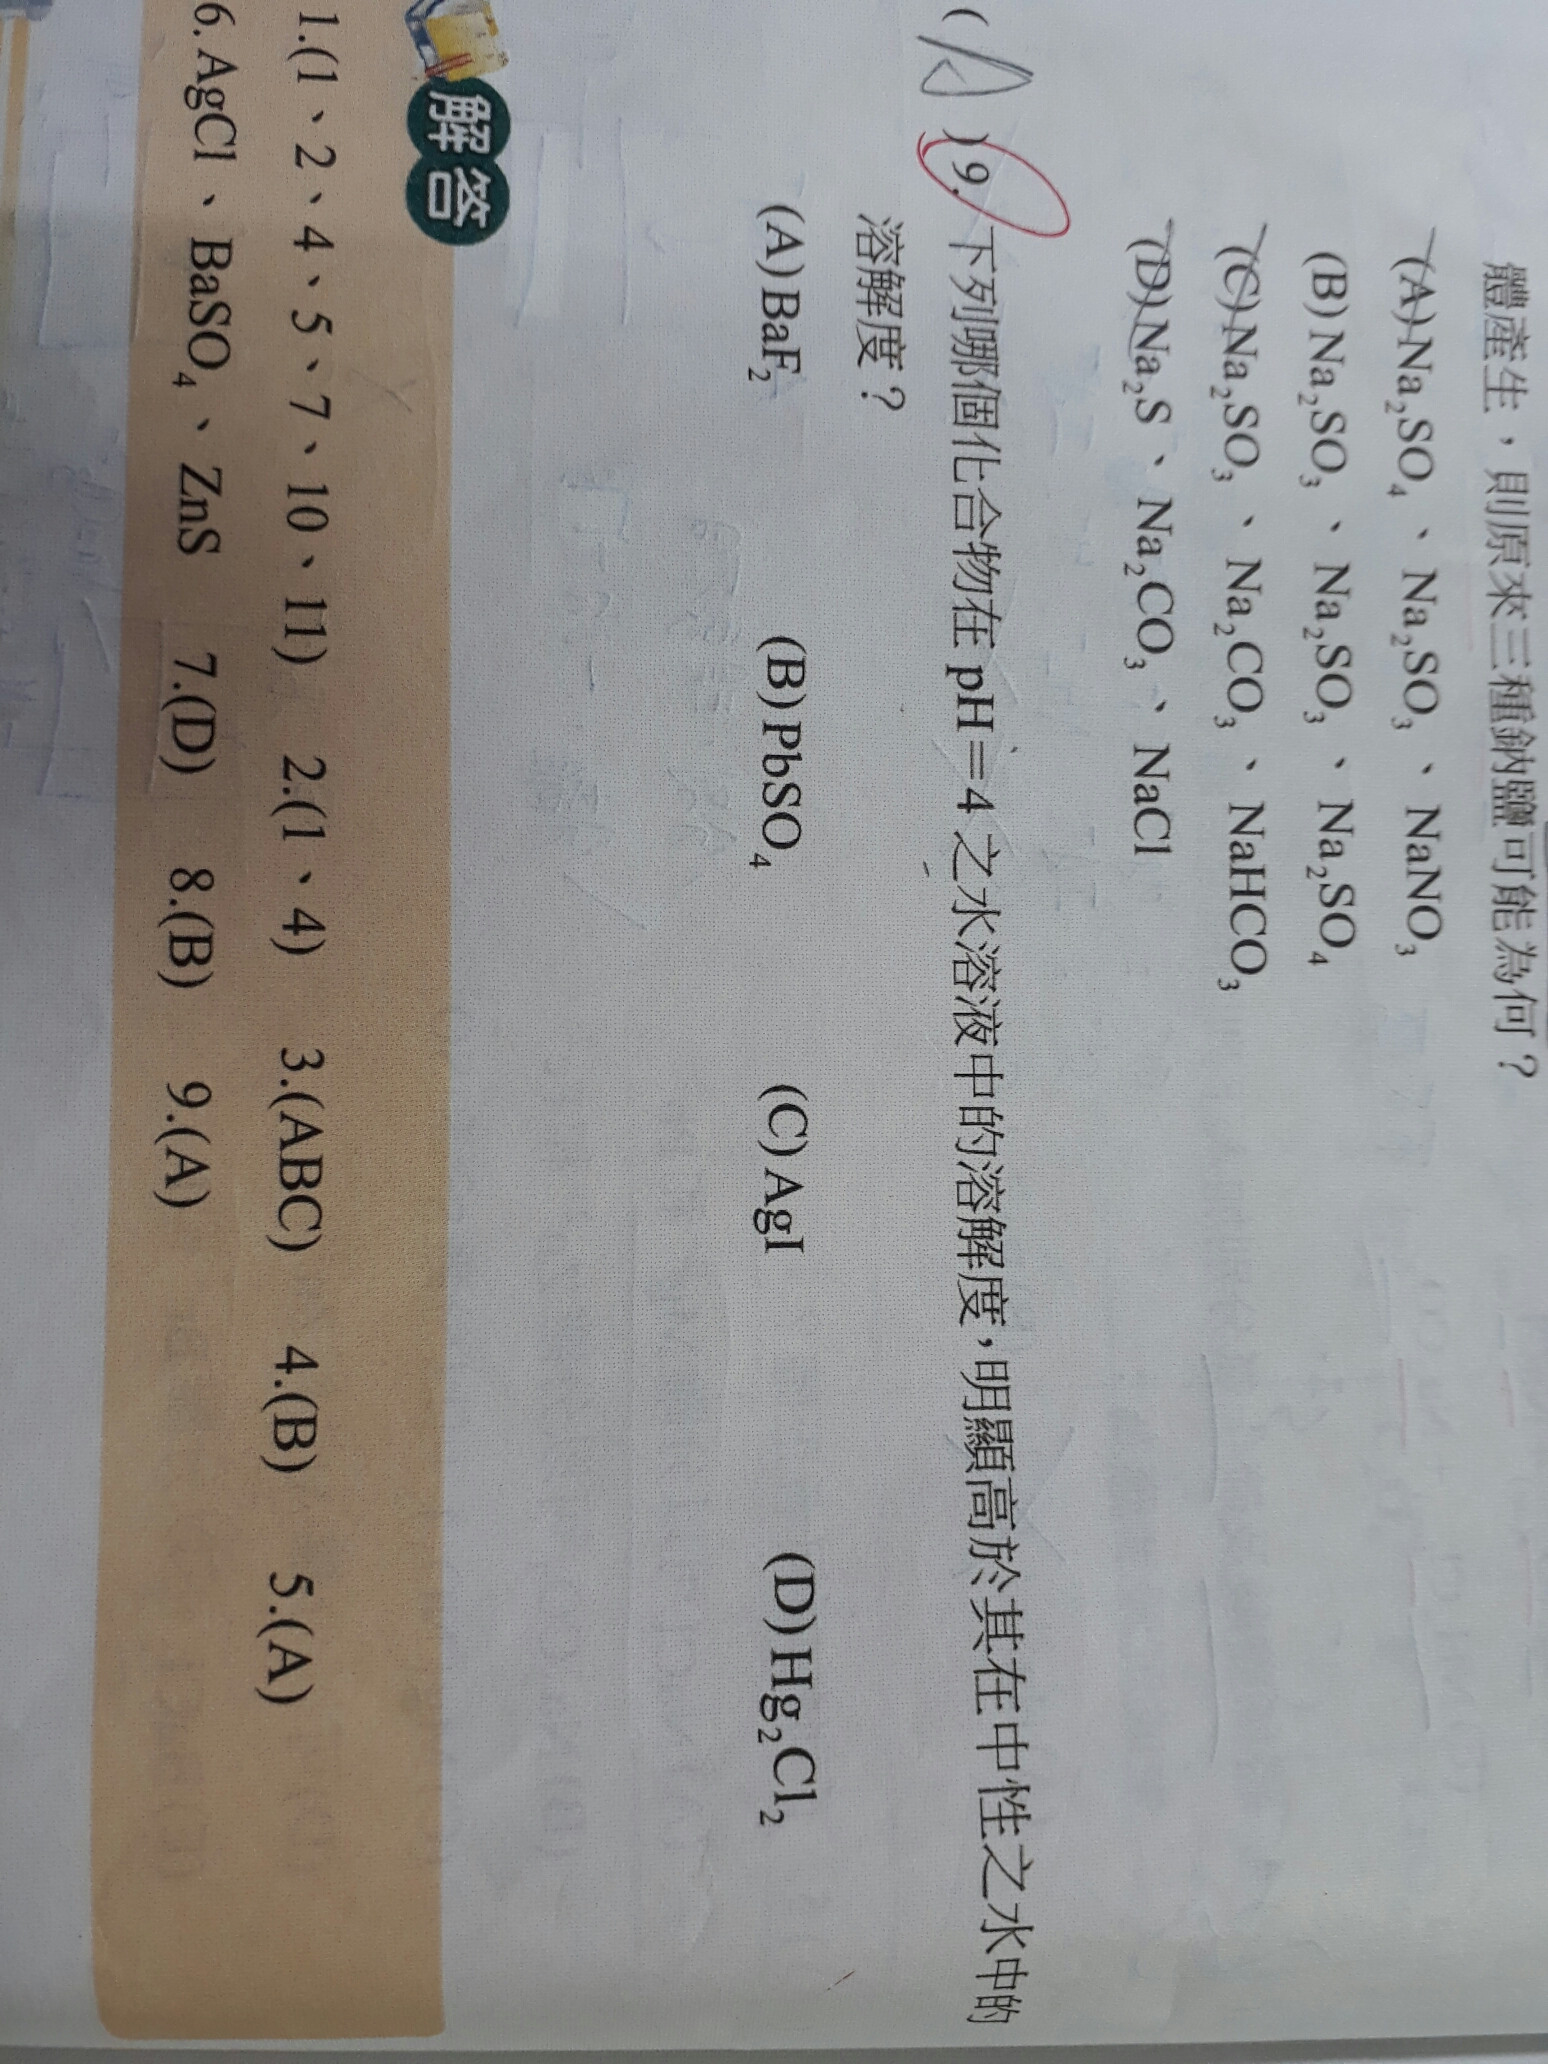 體產生，則原來三種鈉鹽可能為何？
(A)Na₂SO₄、Na₂SO₃、NaNO₃
(B)Na₂SO₃、Na₂SO₃、Na₂SO₄
(C)Na₂SO₃、Na₂CO₃、NaHCO₃
(D)Na₂S、Na₂CO₃、NaCl
(A)9.下列哪個化合物在 pH=4 之水溶液中的溶解度，明顯高於其在中性之水中的
溶解度？
(A)BaF₂ (B)PbSO₄ (C)AgI (D)Hg₂Cl₂
解答
1.(1、2、4、5、7、10、11) 2.(1、4) 3.(ABC) 4.(B) 5.(A)
6.AgCl、BaSO₄、ZnS 7.(D) 8.(B) 9.(A)